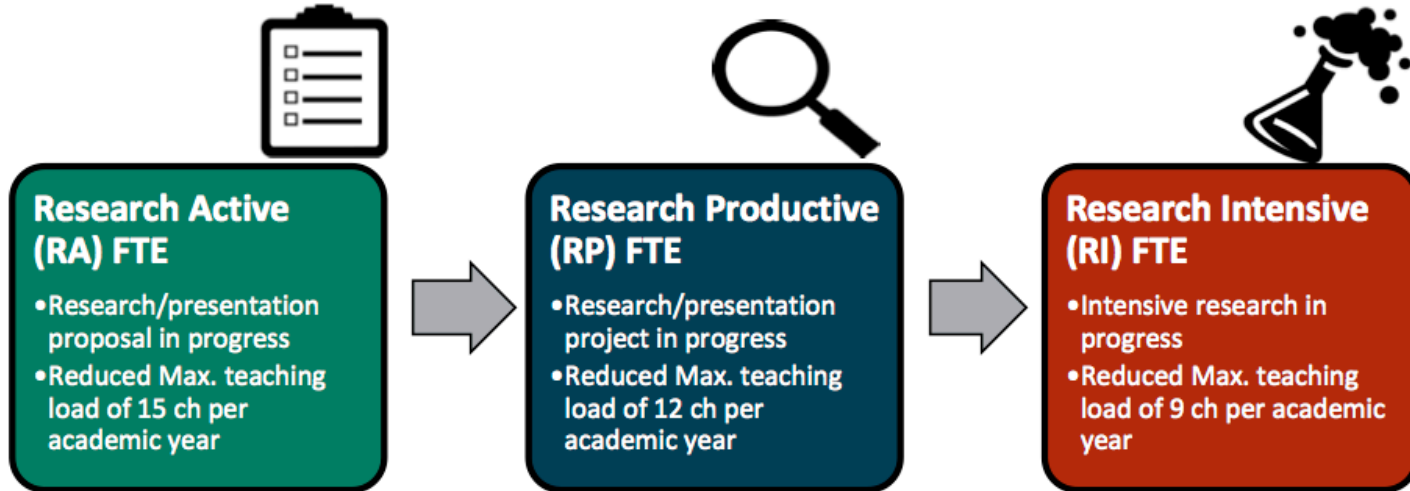 Research Active
(RA) FTE
•Research/presentation
proposal in progress
•Reduced Max. teaching
load of 15 ch per
academic year
Research Productive
(RP) FTE
•Research/presentation
project in progress
•Reduced Max. teaching
load of 12 ch per
academic year
Research Intensive
(RI) FTE
•Intensive research in
progress
•Reduced Max. teaching
load of 9 ch per academic
year